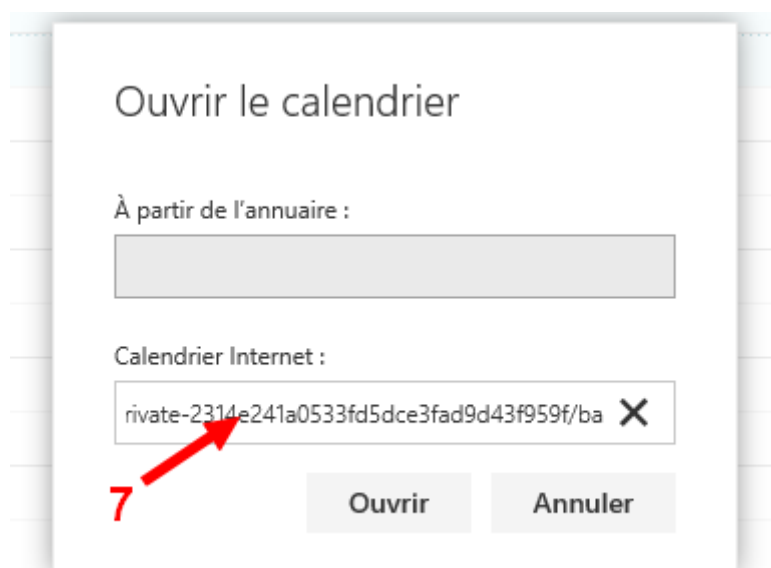 Ouvrir le calendrier
À partir de l'annuaire :
Calendrier Internet :
rivate-2314e241a0533fd5dce3fad9d43f959f/ba
7
Ouvrir Annuler